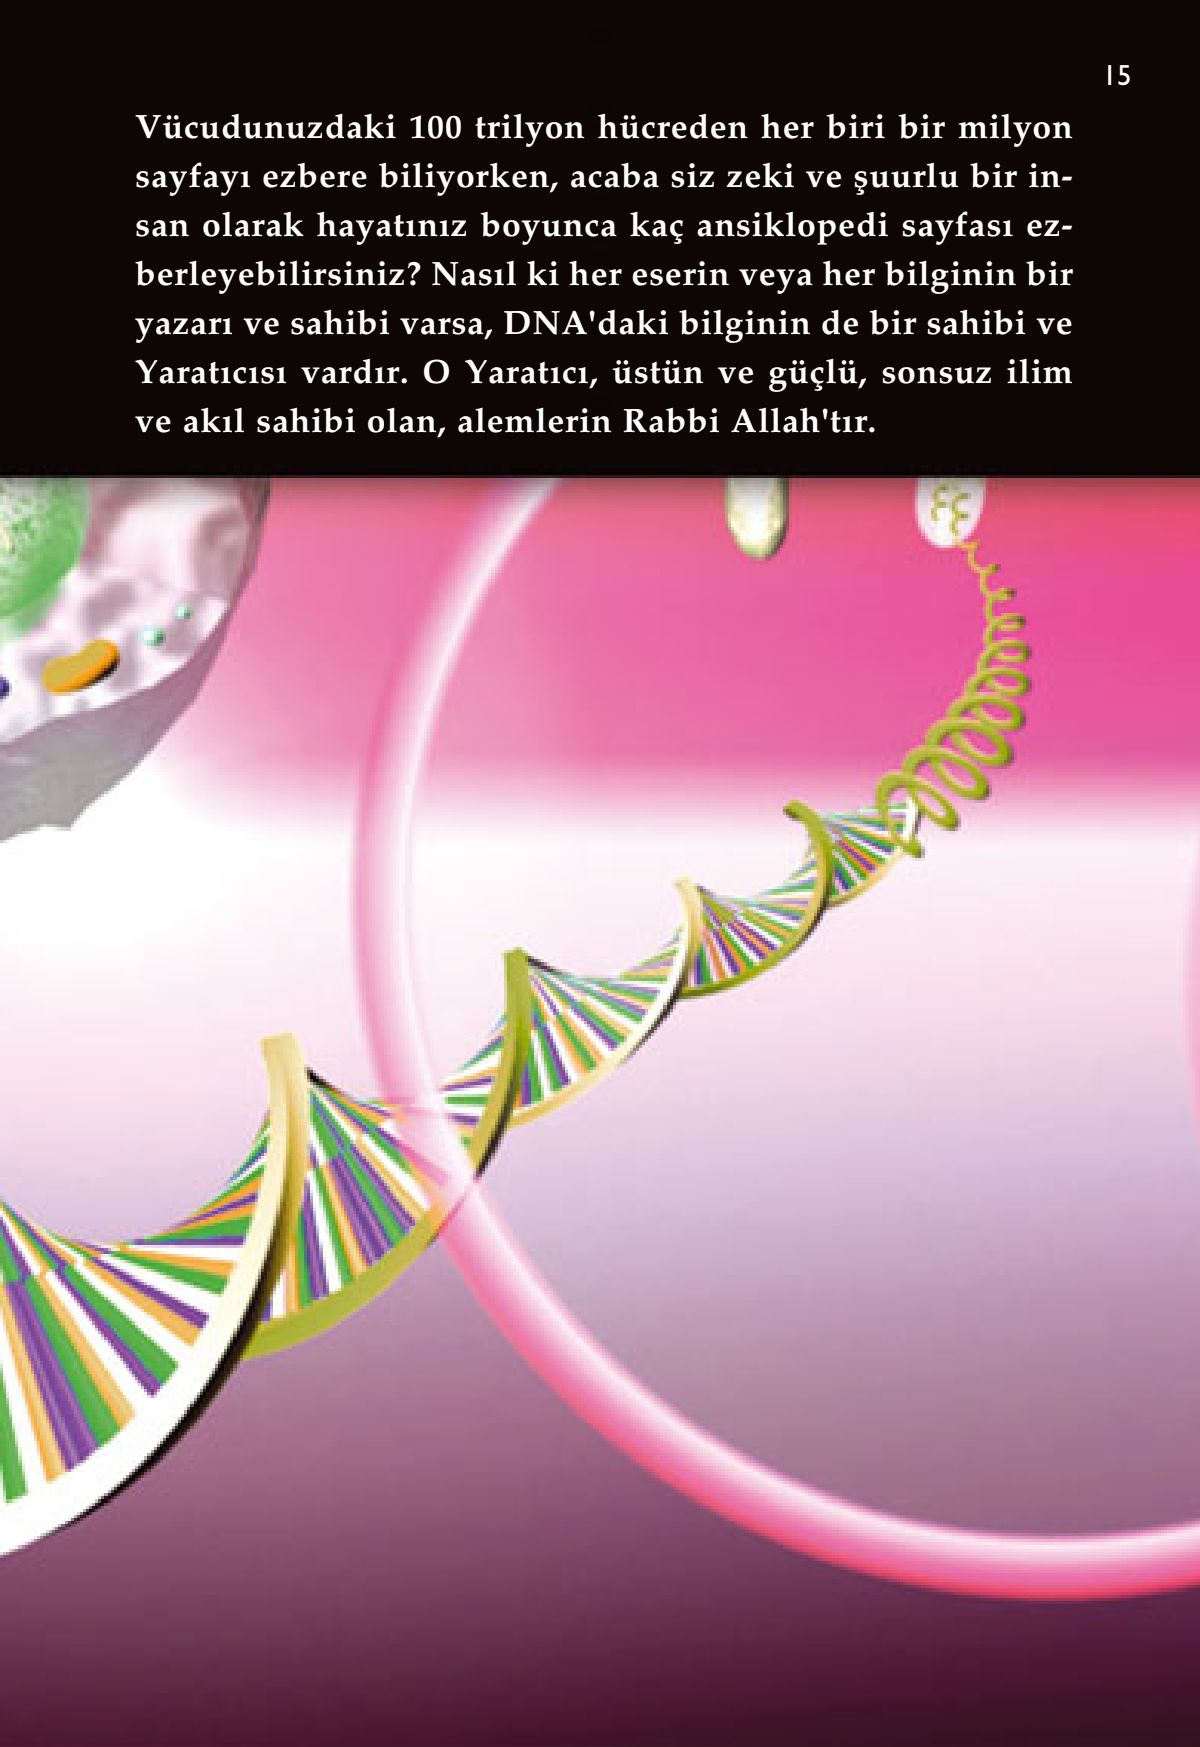 15
Vücudunuzdaki 100 trilyon hücreden her biri bir milyon
sayfayı ezbere biliyorken, acaba siz zeki ve şuurlu bir in-
san olarak hayatınız boyunca kaç ansiklopedi sayfası ez-
berleyebilirsiniz? Nasıl ki her eserin veya her bilginin bir
yazarı ve sahibi varsa, DNA'daki bilginin de bir sahibi ve
Yaratıcısı vardır. O Yaratıcı, üstün ve güçlü, sonsuz ilim
ve akıl sahibi olan, alemlerin Rabbi Allah'tır.